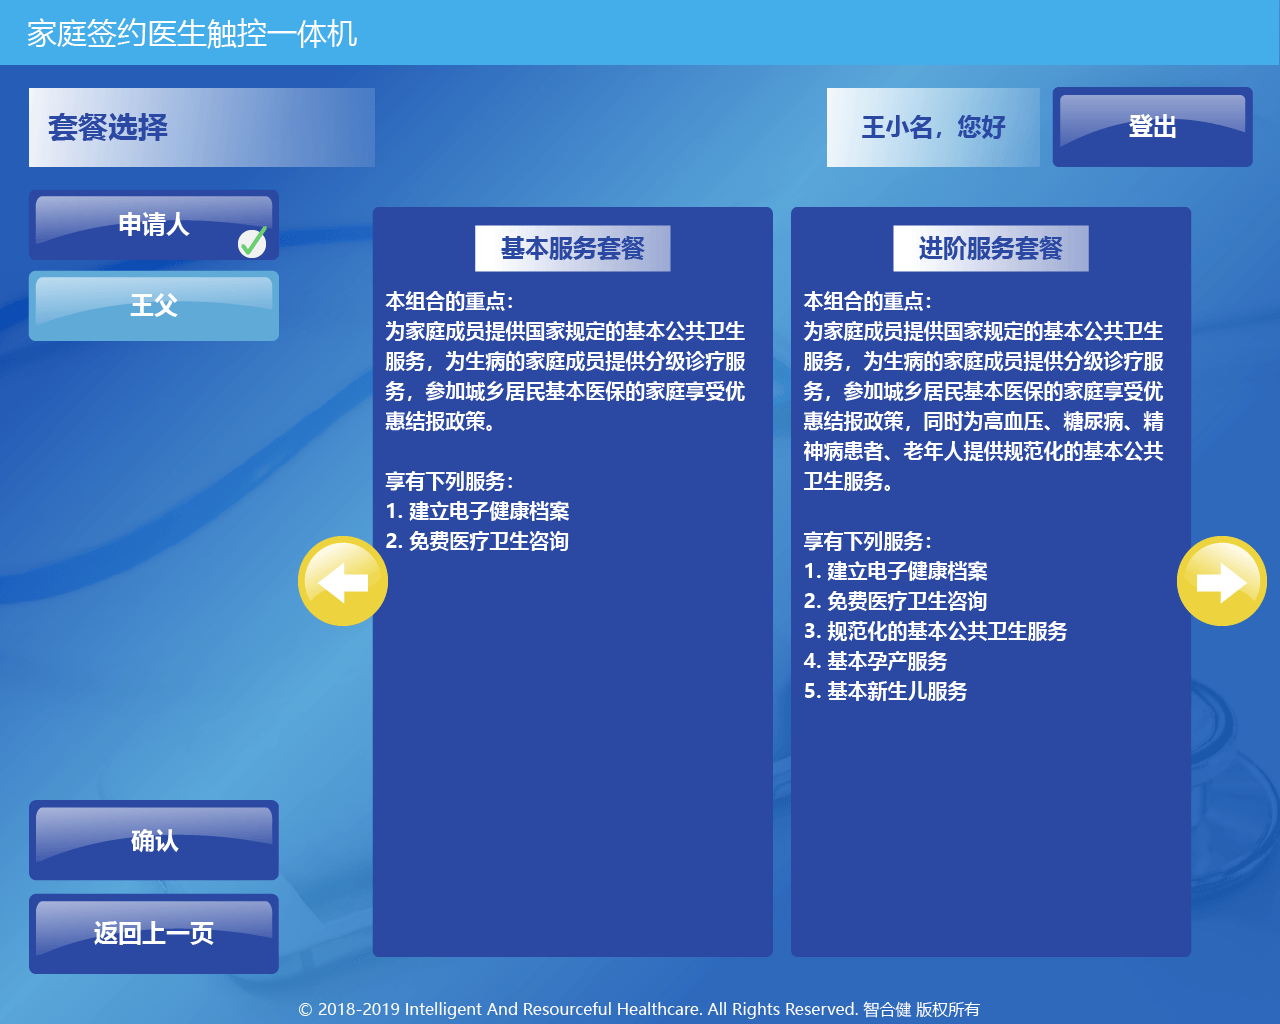 家庭签约医生触控一体机
套餐选择
王小名，您好
登出
申请人
王父
确认
返回上一页
基本服务套餐
本组合的重点：
为家庭成员提供国家规定的基本公共卫生
服务，为生病的家庭成员提供分级诊疗服
务，参加城乡居民基本医保的家庭享受优
惠结报政策。
享有下列服务：
1. 建立电子健康档案
2. 免费医疗卫生咨询
进阶服务套餐
本组合的重点：
为家庭成员提供国家规定的基本公共卫生
服务，为生病的家庭成员提供分级诊疗服
务，参加城乡居民基本医保的家庭享受优
惠结报政策，同时为高血压、糖尿病、精
神病患者、老年人提供规范化的基本公共
卫生服务。
享有下列服务：
1. 建立电子健康档案
2. 免费医疗卫生咨询
3. 规范化的基本公共卫生服务
4. 基本孕产服务
5. 基本新生儿服务
© 2018-2019 Intelligent And Resourceful Healthcare. All Rights Reserved. 智合健 版权所有